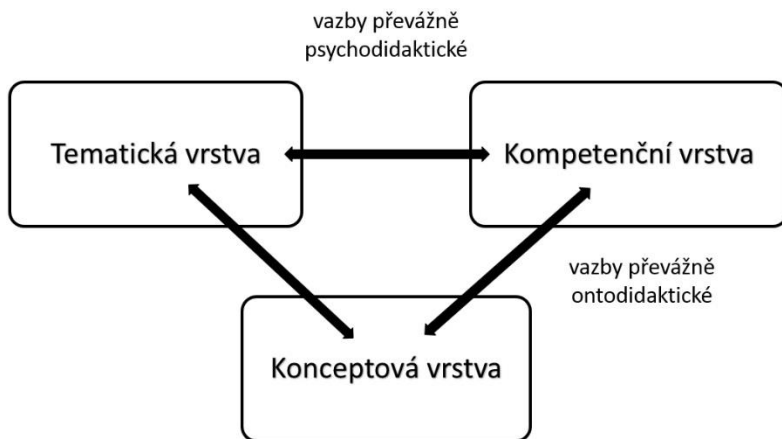 vazby převážně
psychodidaktické
Tematická vrstva
Kompetenční vrstva
vazby převážně
ontodidaktické
Konceptová vrstva